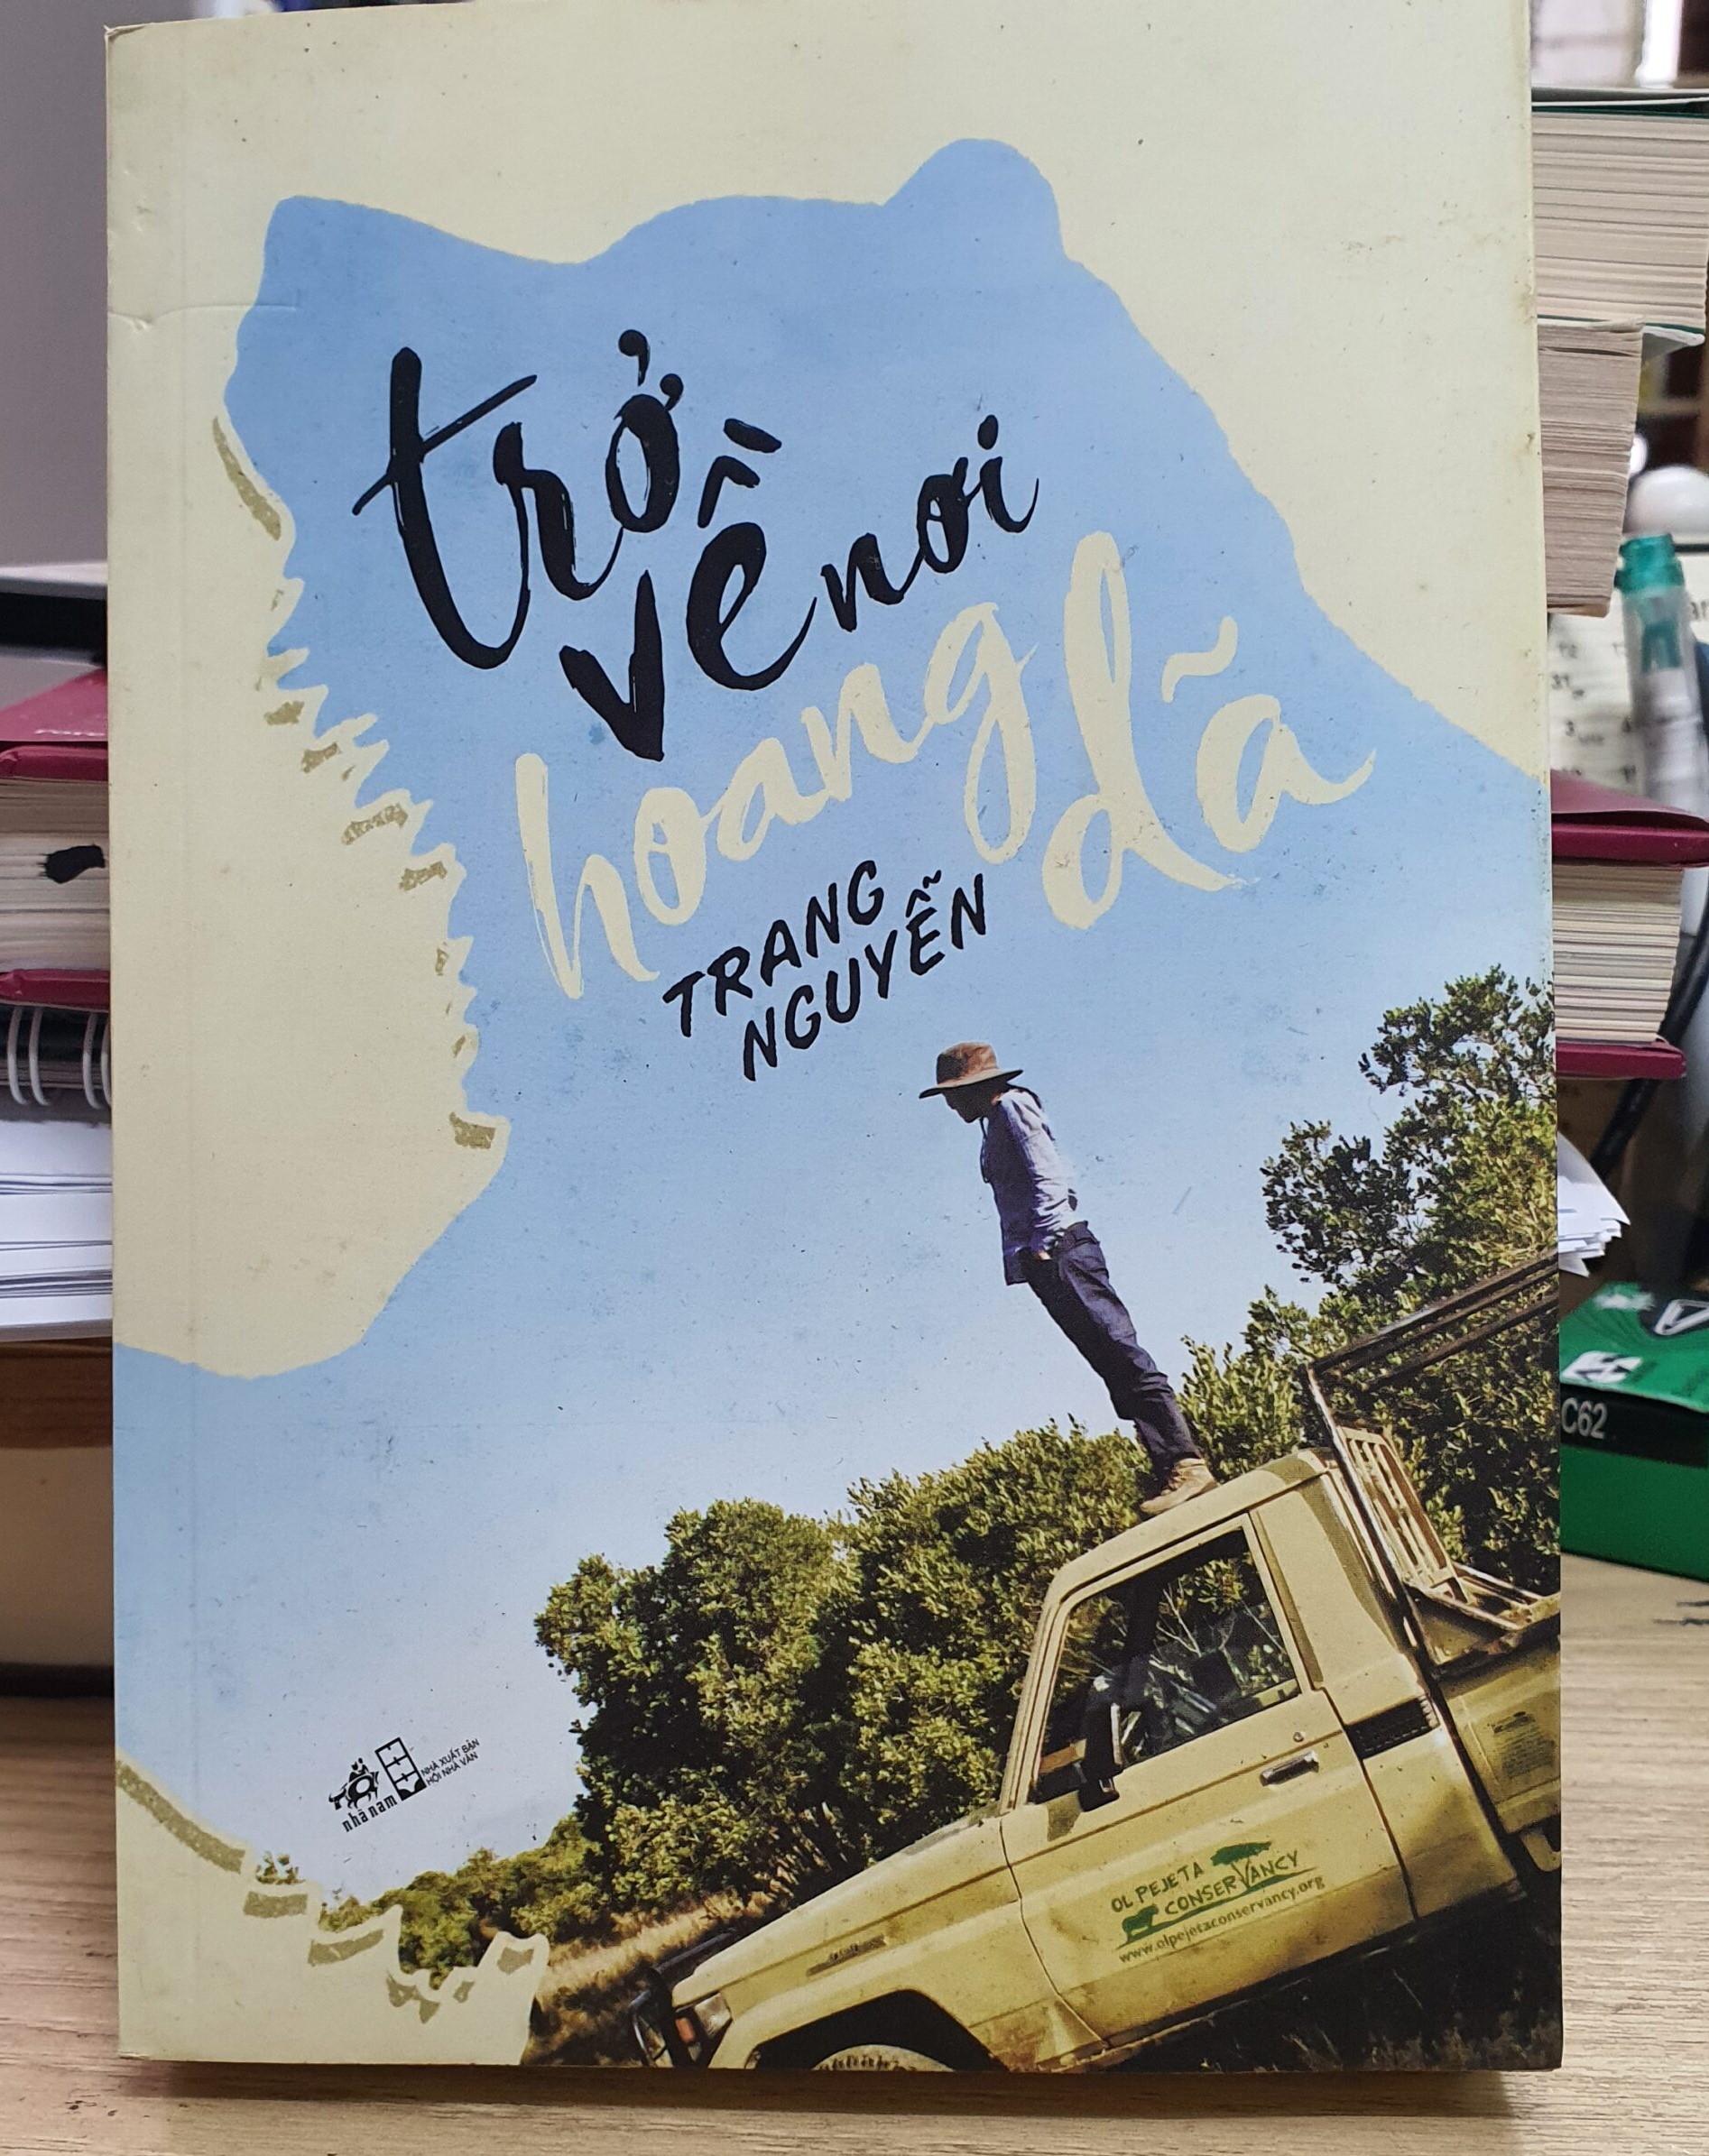 trở
về nơi
hoang dã
TRANG
NGUYỄN
nhã nam
NHÀ XUẤT BẢN
HỘI NHÀ VĂN
OL PEJETA
CONSERVANCY
www.olpejetaconservancy.org
C62